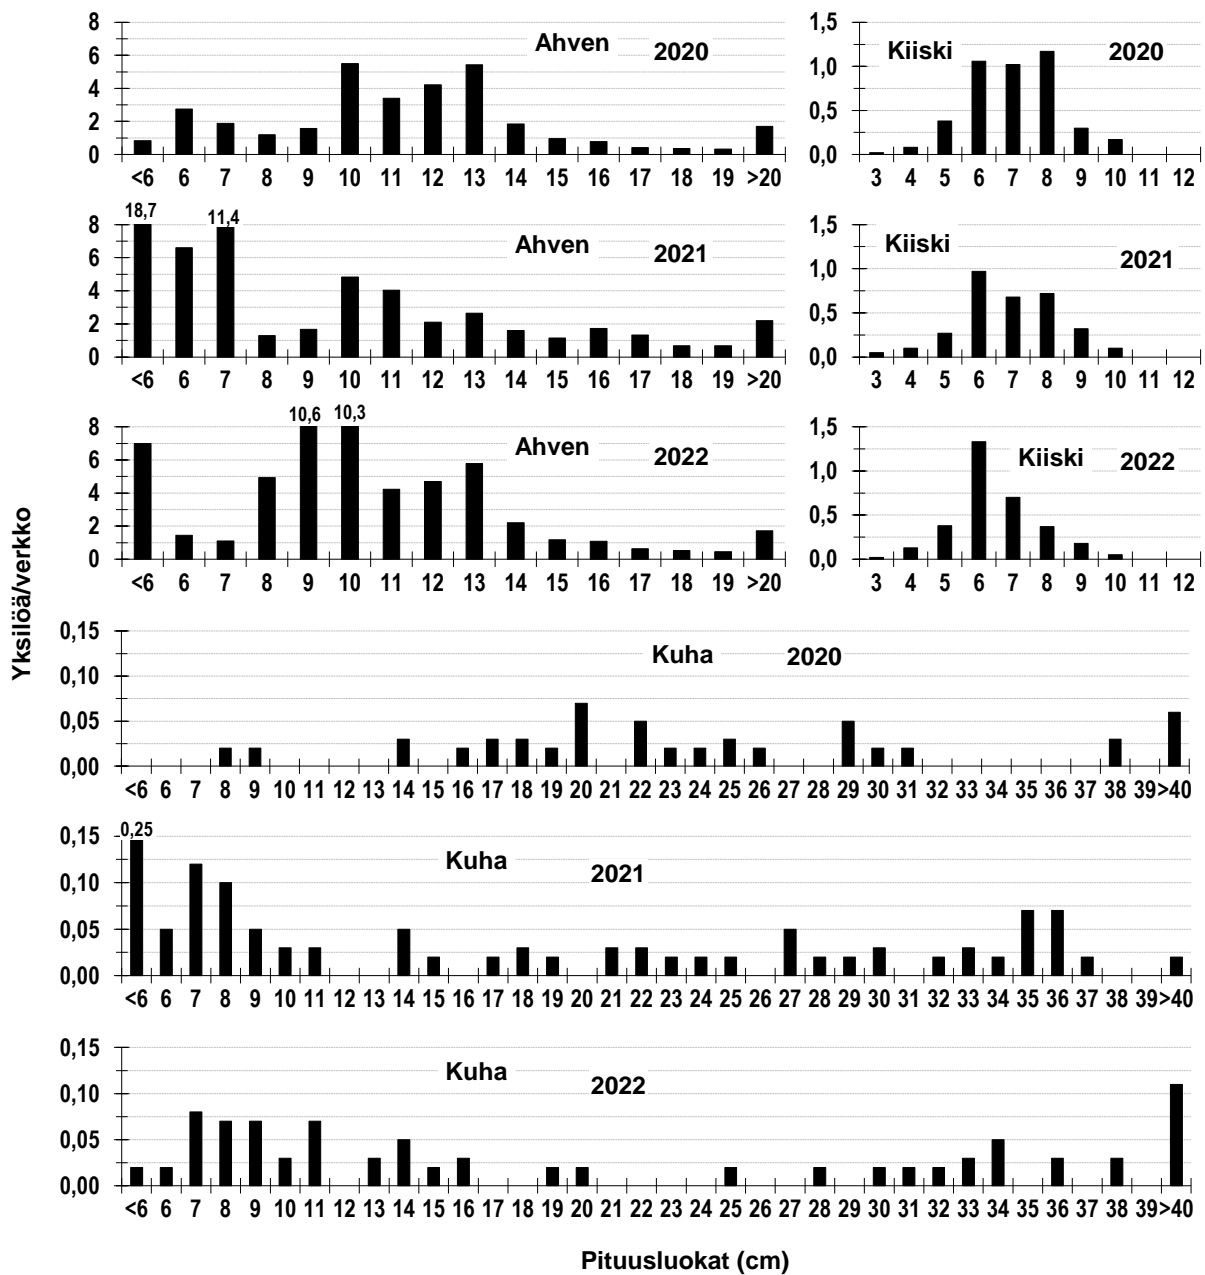 Yksilöä/verkko
8
6
4
2
0
Ahven 2020
<6 6 7 8 9 10 11 12 13 14 15 16 17 18 19 >20
1,5
1,0
0,5
0,0
Kiiski 2020
3 4 5 6 7 8 9 10 11 12
18,7 11,4
8
6
4
2
0
Ahven 2021
<6 6 7 8 9 10 11 12 13 14 15 16 17 18 19 >20
1,5
1,0
0,5
0,0
Kiiski 2021
3 4 5 6 7 8 9 10 11 12
10,6 10,3
8
6
4
2
0
Ahven 2022
<6 6 7 8 9 10 11 12 13 14 15 16 17 18 19 >20
1,5
1,0
0,5
0,0
Kiiski 2022
3 4 5 6 7 8 9 10 11 12
0,15
0,10
0,05
0,00
Kuha 2020
<6 6 7 8 9 10 11 12 13 14 15 16 17 18 19 20 21 22 23 24 25 26 27 28 29 30 31 32 33 34 35 36 37 38 39 >40
0,25
0,15
0,10
0,05
0,00
Kuha 2021
<6 6 7 8 9 10 11 12 13 14 15 16 17 18 19 20 21 22 23 24 25 26 27 28 29 30 31 32 33 34 35 36 37 38 39 >40
0,15
0,10
0,05
0,00
Kuha 2022
<6 6 7 8 9 10 11 12 13 14 15 16 17 18 19 20 21 22 23 24 25 26 27 28 29 30 31 32 33 34 35 36 37 38 39 >40
Pituusluokat (cm)